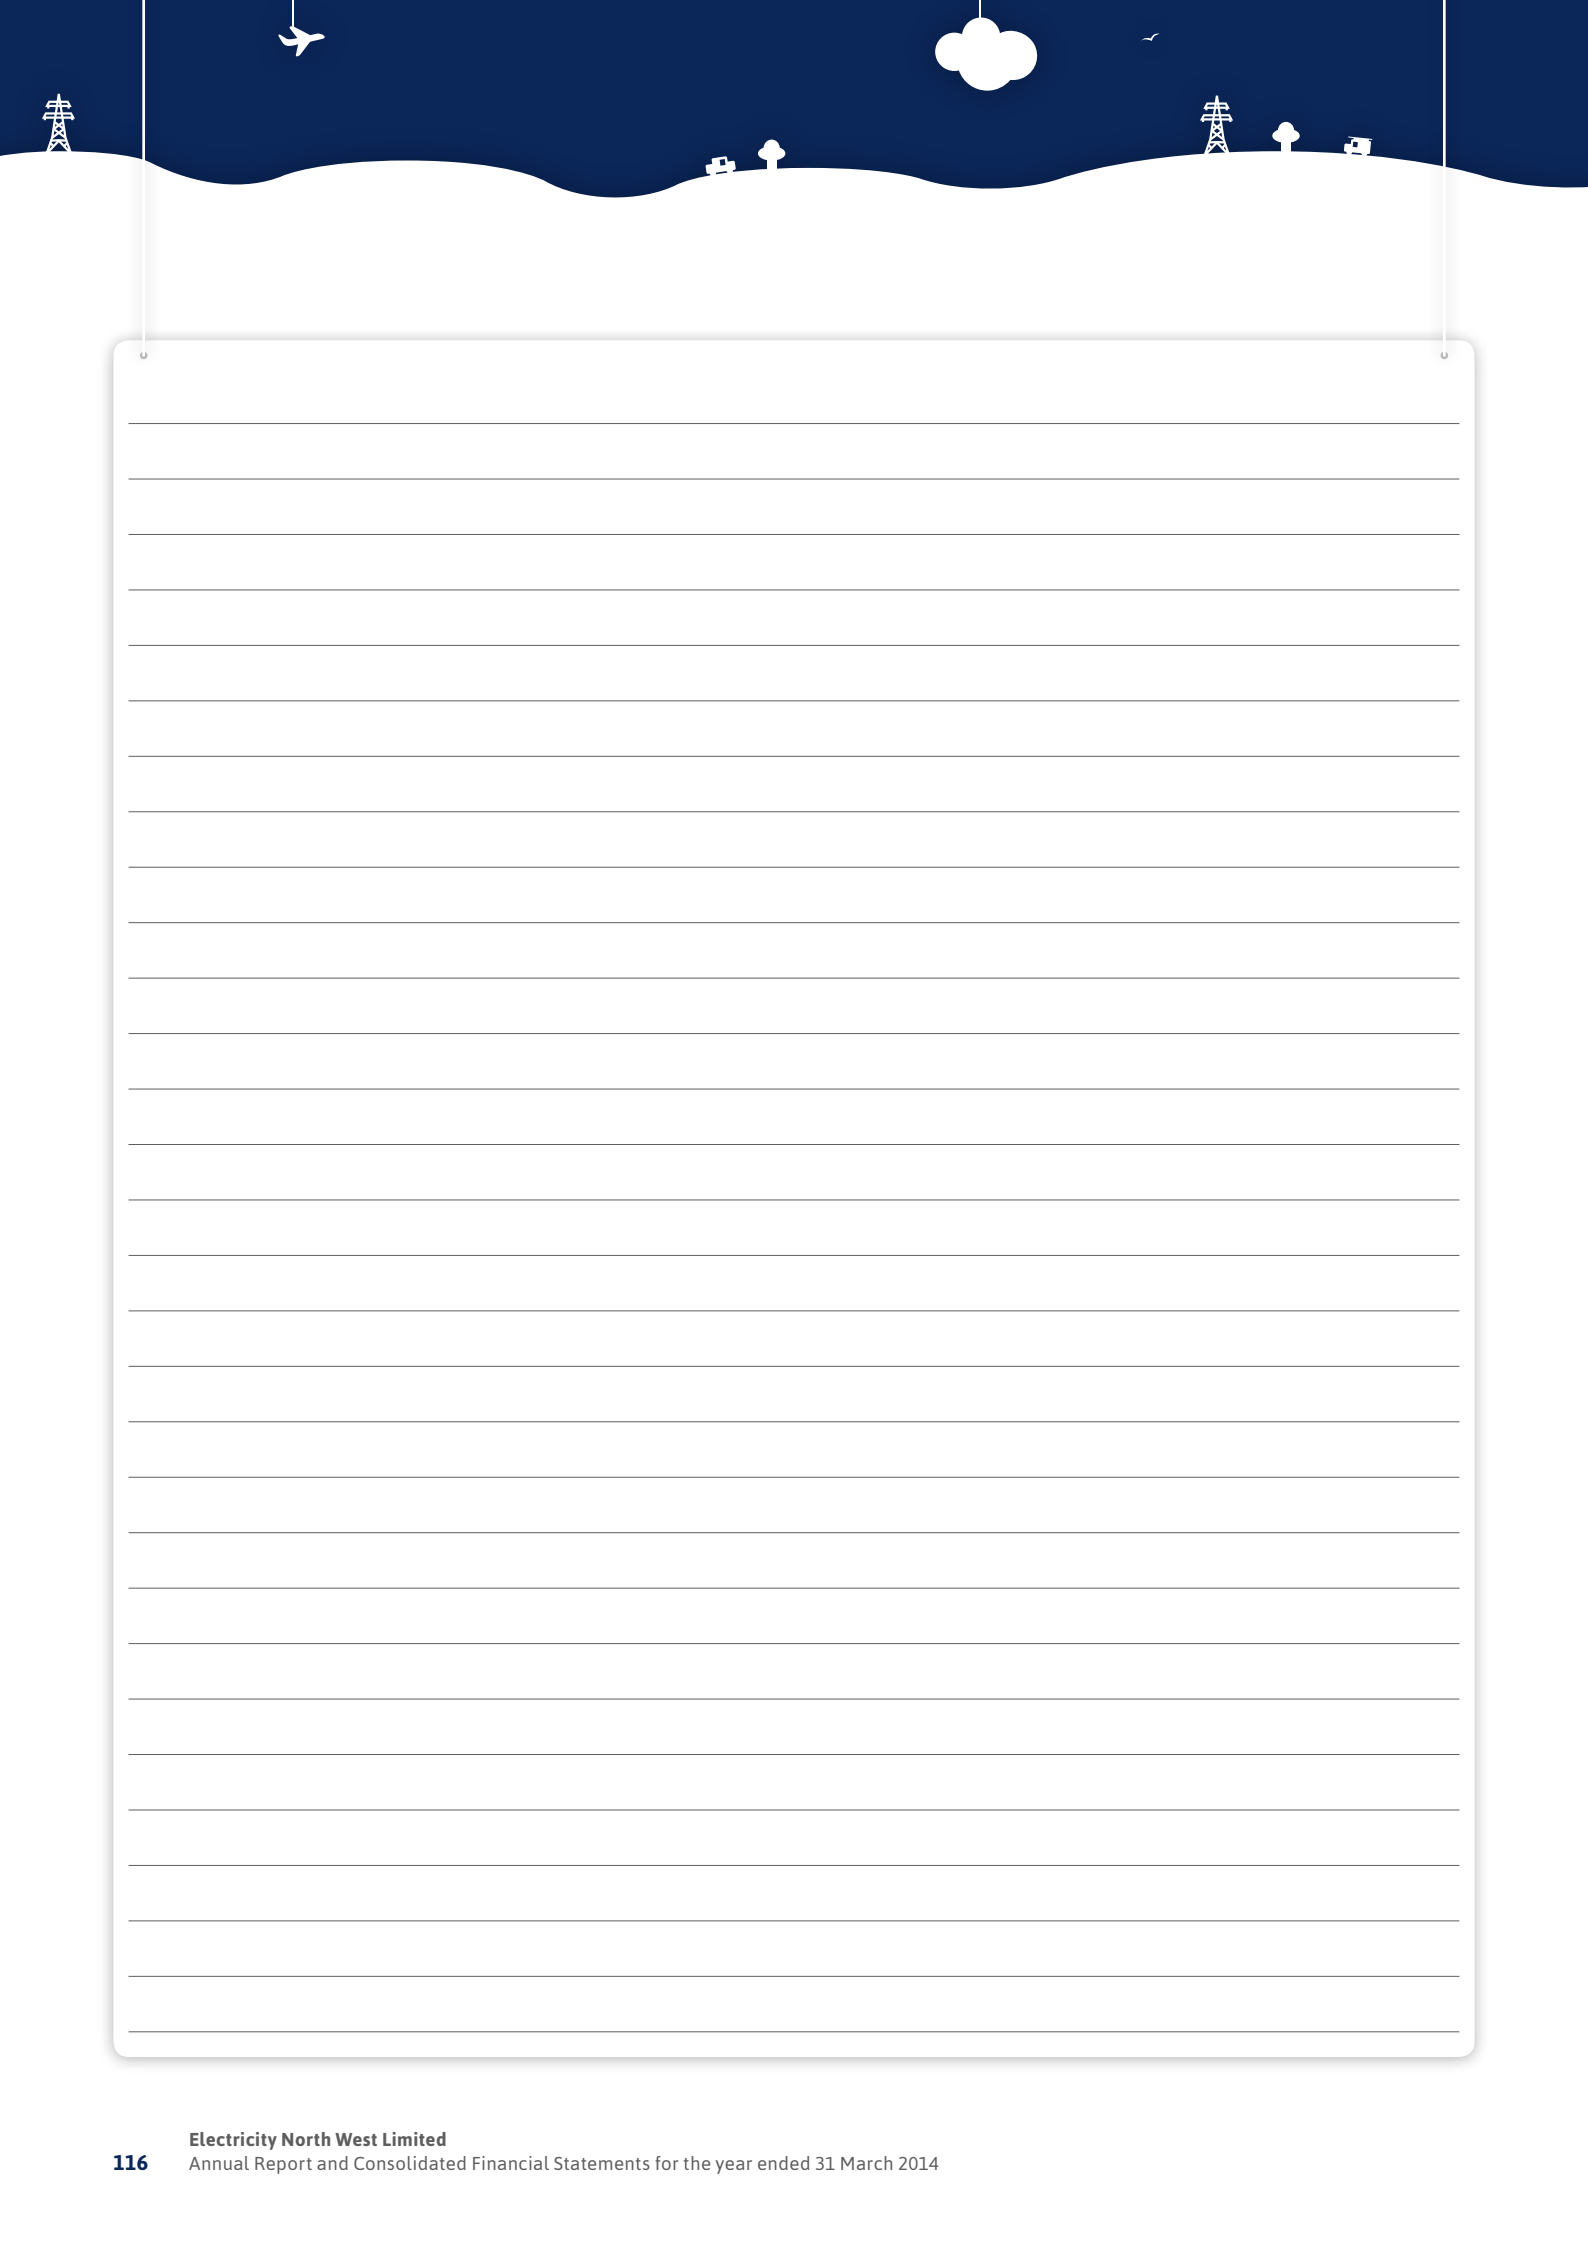 Electricity North West Limited
116 Annual Report and Consolidated Financial Statements for the year ended 31 March 2014